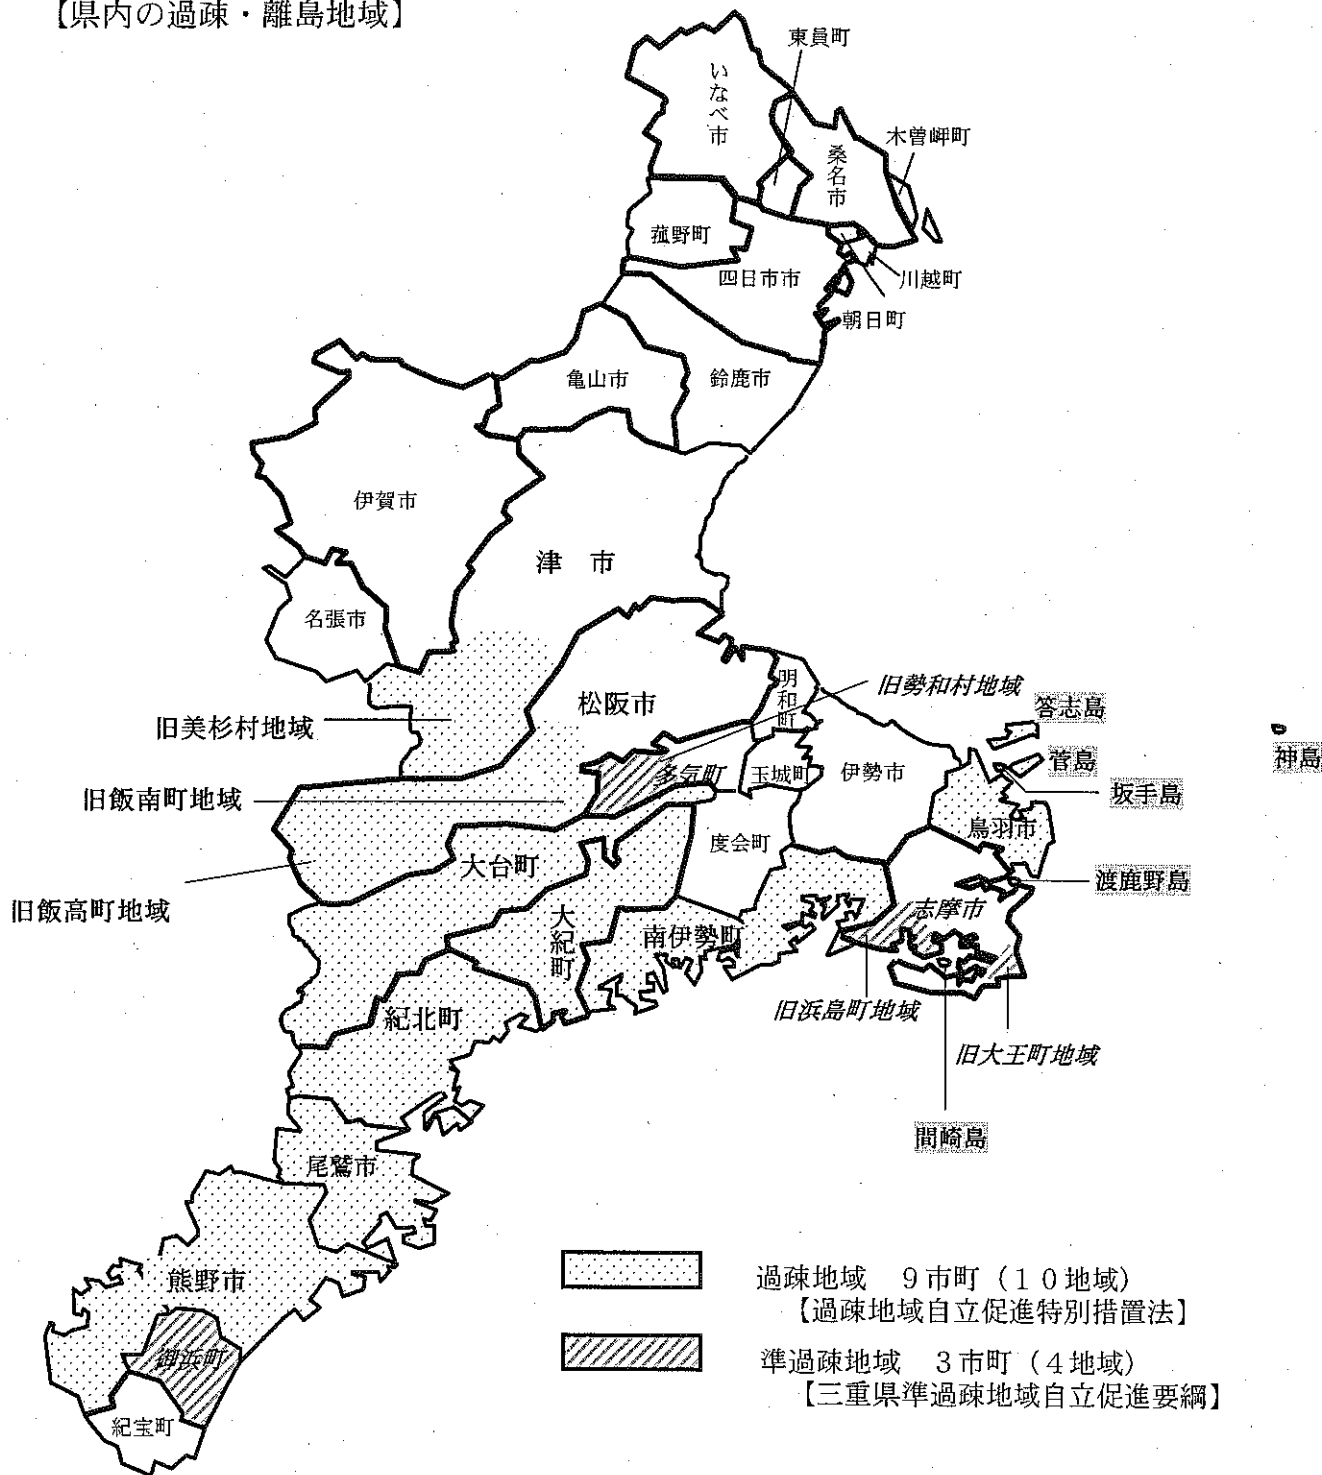 【県内の過疎・離島地域】
東員町
いなべ市
木曽岬町
桑名市
菰野町
四日市市
川越町
朝日町
亀山市
鈴鹿市
伊賀市
津市
名張市
旧勢和村地域
明和町
松阪市
答志島
旧美杉村地域
神島
菅島
多気町
玉城町
伊勢市
坂手島
旧飯南町地域
鳥羽市
度会町
大台町
渡鹿野島
旧飯高町地域
志摩市
大紀町
南伊勢町
旧浜島町地域
紀北町
旧大王町地域
間崎島
尾鷲市
熊野市
過疎地域 9市町（10地域）
【過疎地域自立促進特別措置法】
御浜町
準過疎地域 3市町（4地域）
【三重県準過疎地域自立促進要綱】
紀宝町